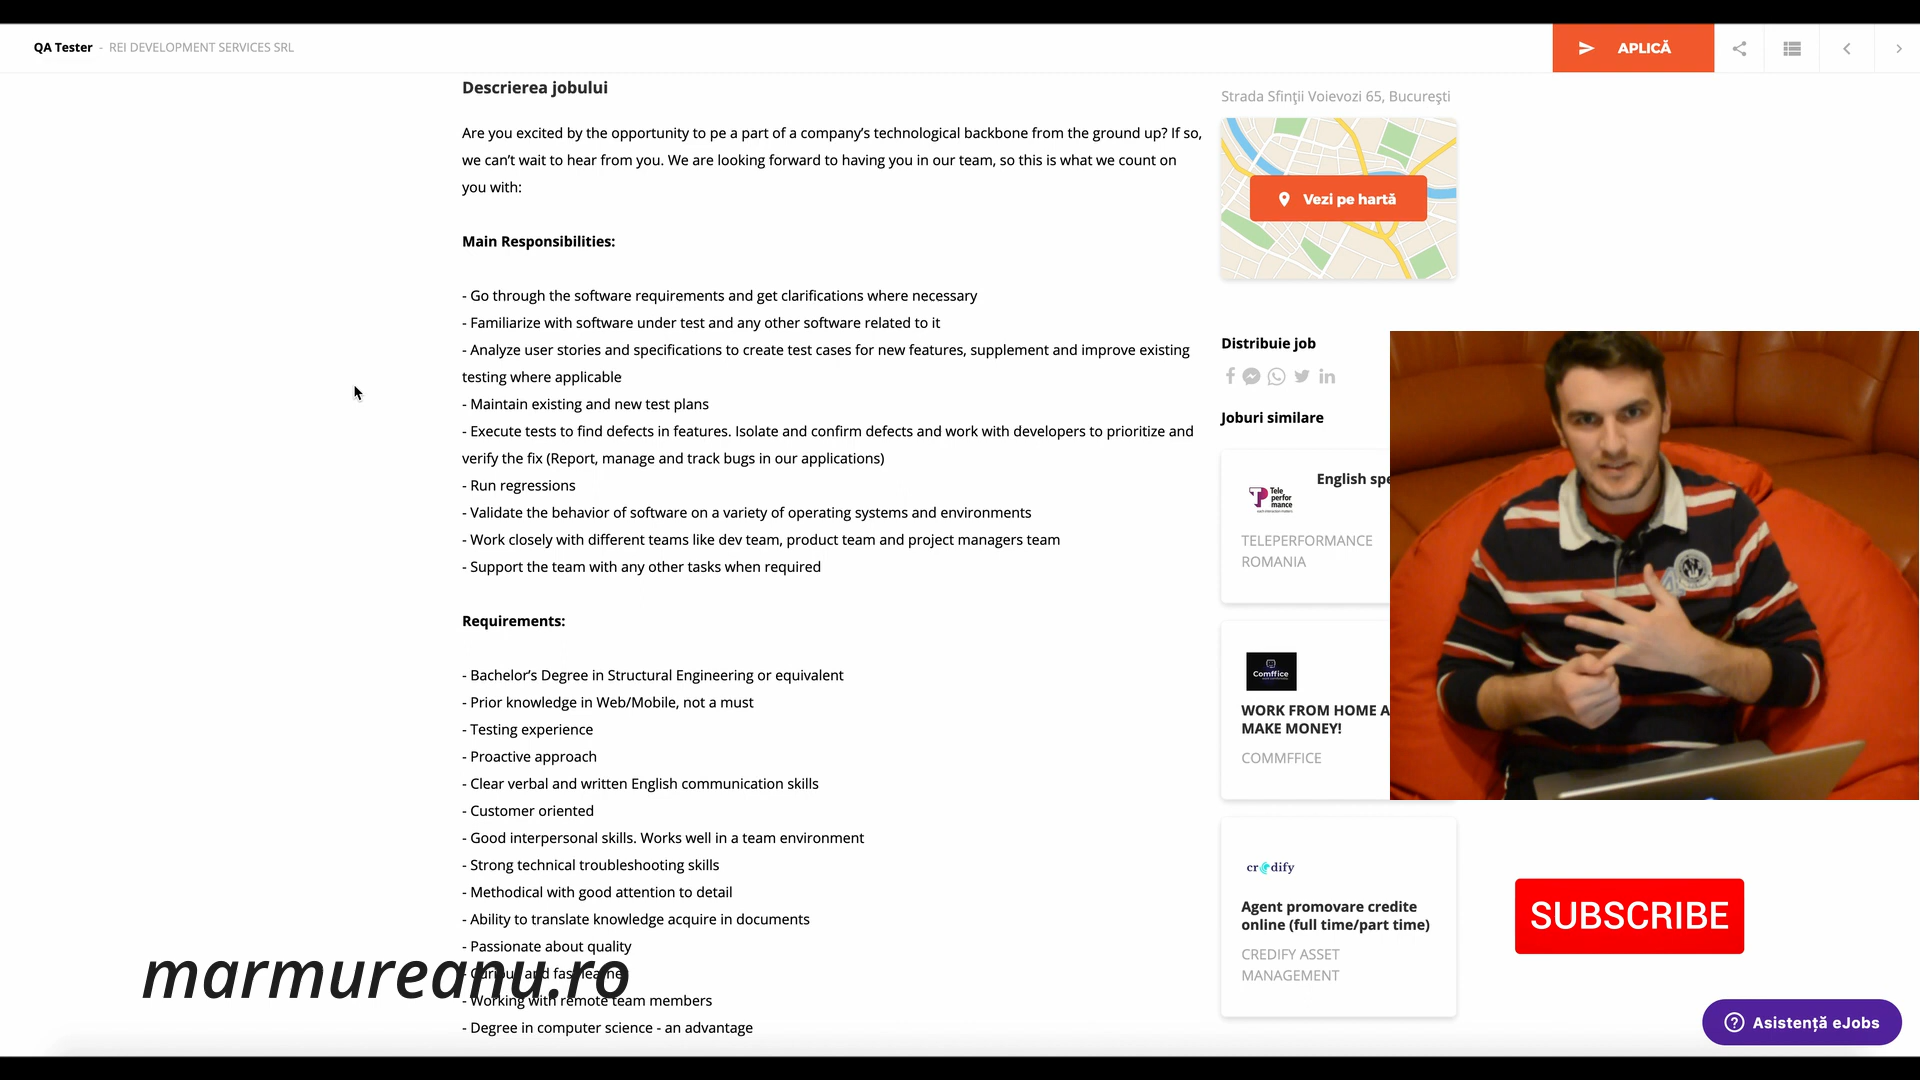 QA Tester - REI DEVELOPMENT SERVICES SRL
APLICĂ
Descrierea jobului
Are you excited by the opportunity to pe a part of a company's technological backbone from the ground up? If so,
we can't wait to hear from you. We are looking forward to having you in our team, so this is what we count on
you with:
Main Responsibilities:
- Go through the software requirements and get clarifications where necessary
- Familiarize with software under test and any other software related to it
- Analyze user stories and specifications to create test cases for new features, supplement and improve existing
testing where applicable
- Maintain existing and new test plans
- Execute tests to find defects in features. Isolate and confirm defects and work with developers to prioritize and
verify the fix (Report, manage and track bugs in our applications)
- Run regressions
- Validate the behavior of software on a variety of operating systems and environments
- Work closely with different teams like dev team, product team and project managers team
- Support the team with any other tasks when required
Requirements:
- Bachelor's Degree in Structural Engineering or equivalent
- Prior knowledge in Web/Mobile, not a must
- Testing experience
- Proactive approach
- Clear verbal and written English communication skills
- Customer oriented
- Good interpersonal skills. Works well in a team environment
- Strong technical troubleshooting skills
- Methodical with good attention to detail
- Ability to translate knowledge acquire in documents
- Passionate about quality
- Curious and fast learner
- Working with remote team members
- Degree in computer science - an advantage
marmureanu.ro
Strada Sfinții Voievozi 65, București
Vezi pe hartă
Distribuie job
Joburi similare
Tele
perfor
mance
English spe
TELEPERFORMANCE
ROMANIA
Comffice
WORK FROM HOME A
MAKE MONEY!
COMMFFICE
credify
Agent promovare credite
online (full time/part time)
CREDIFY ASSET
MANAGEMENT
SUBSCRIBE
Asistență eJobs